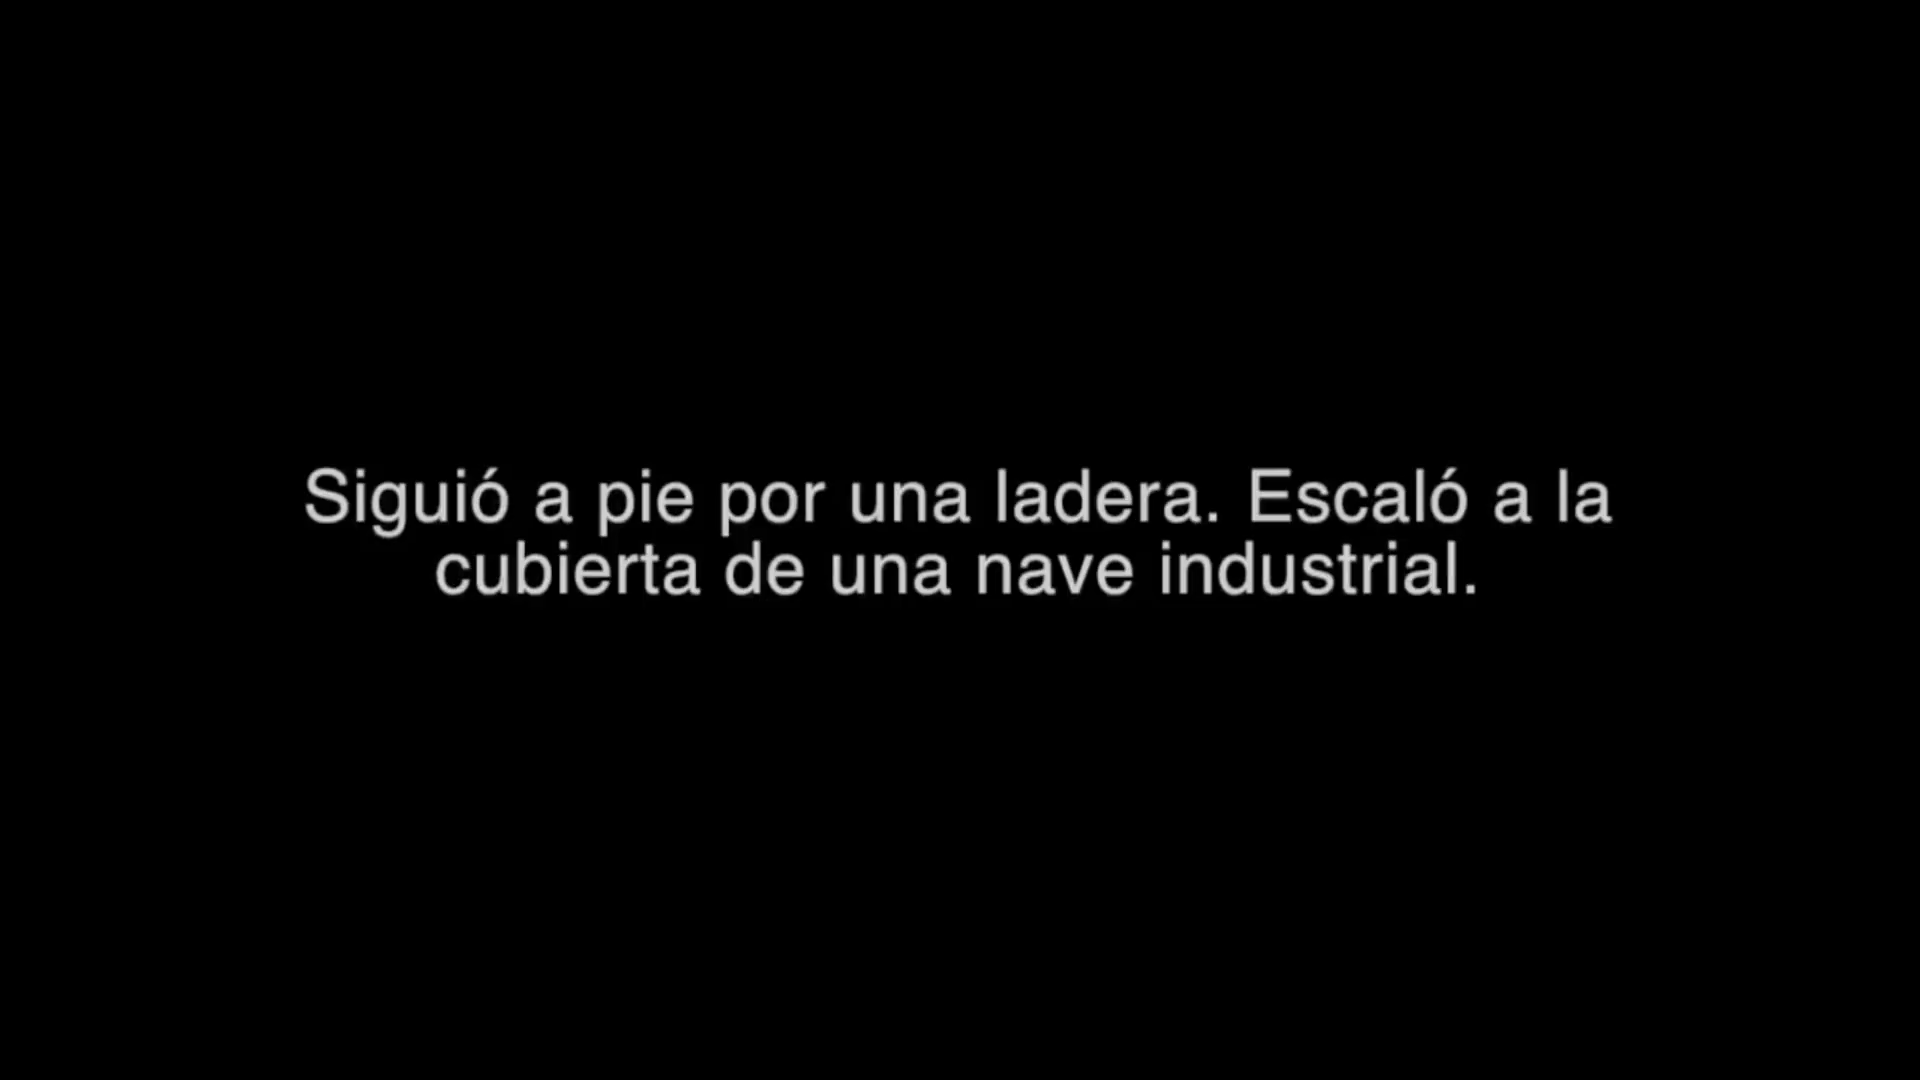 Siguió a pie por una ladera. Escaló a la
cubierta de una nave industrial.